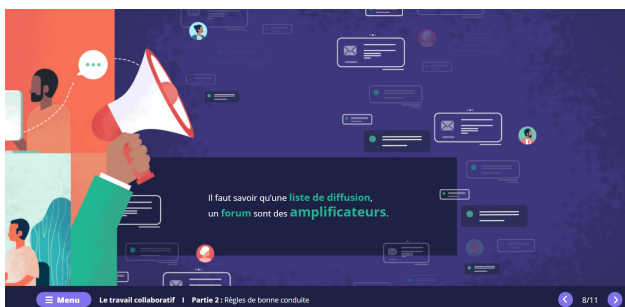 Il faut savoir qu'une liste de diffusion,
un forum sont des amplificateurs.
Menu
Le travail collaboratif I Partie 2 : Règles de bonne conduite
8/11